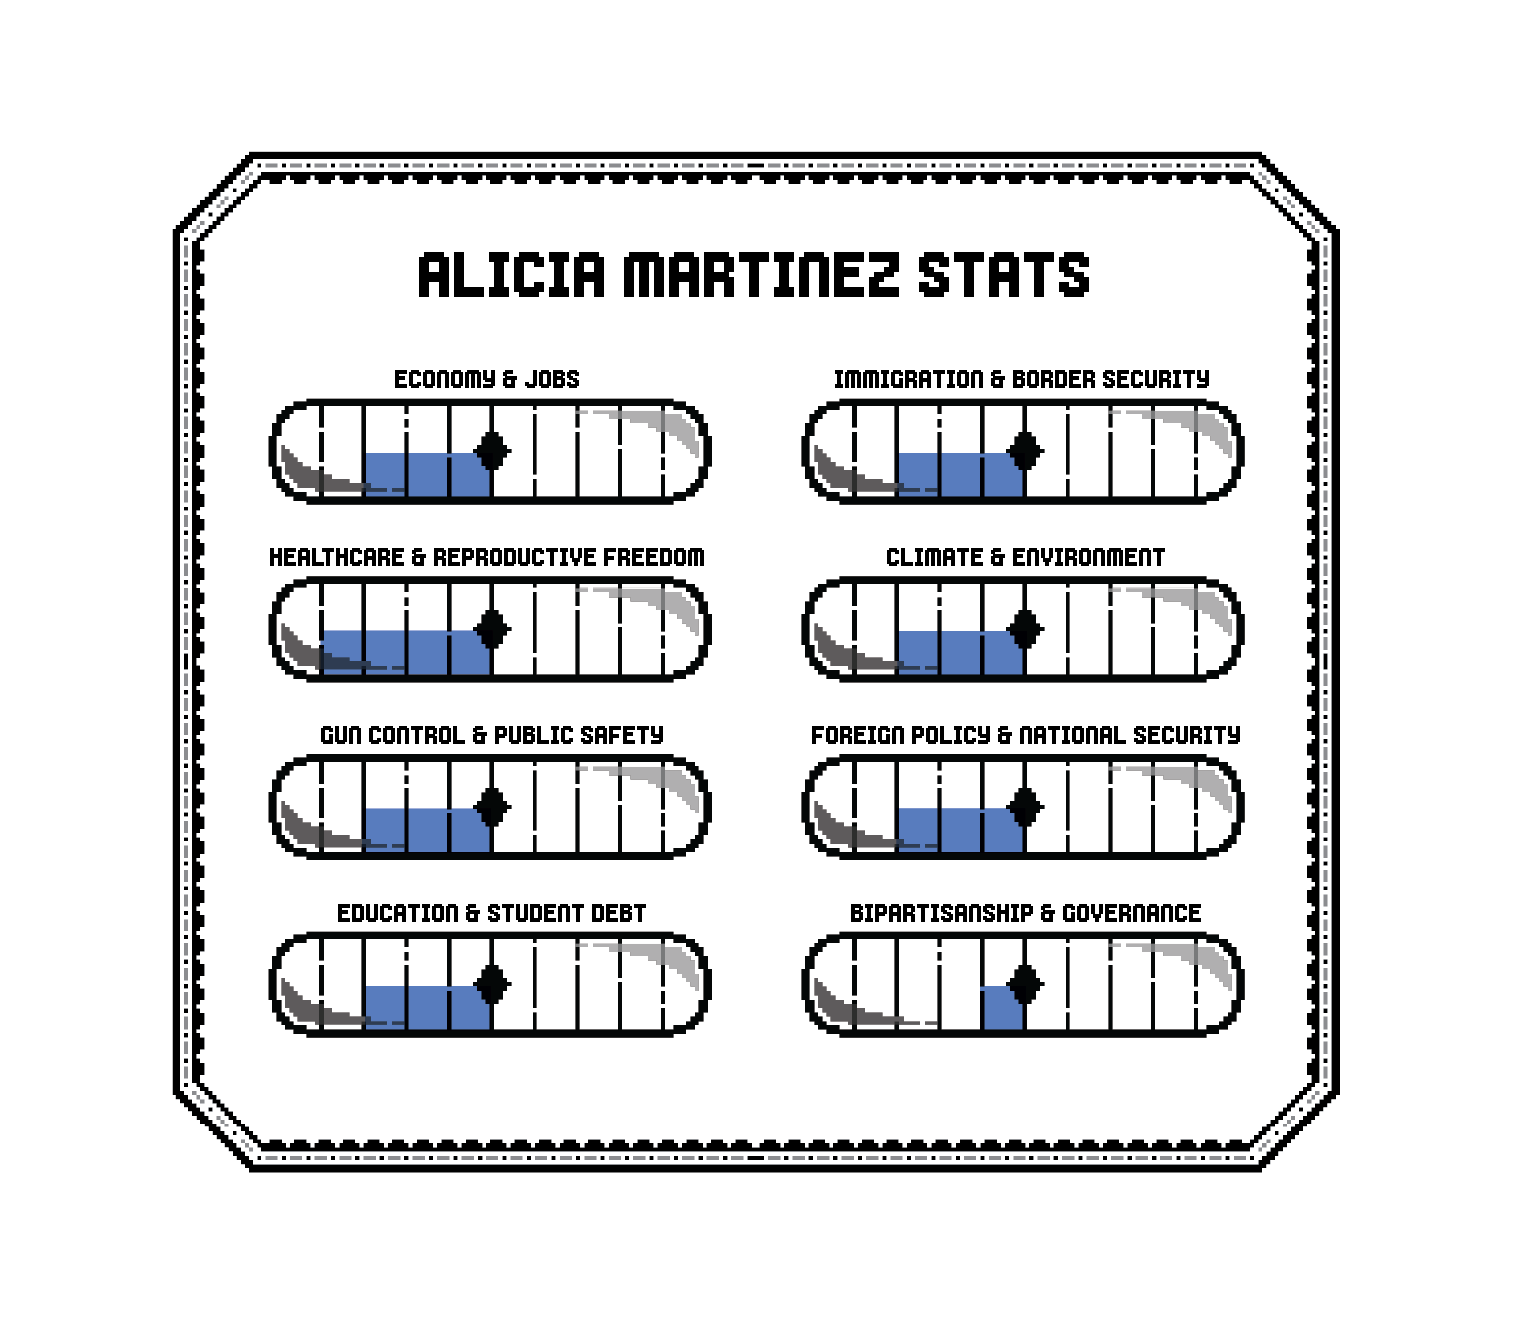 ALICIA MARTINEZ STATS
ECONOMY & JOBS
IMMIGRATION & BORDER SECURITY
HEALTHCARE & REPRODUCTIVE FREEDOM
CLIMATE & ENVIRONMENT
GUN CONTROL & PUBLIC SAFETY
FOREIGN POLICY & NATIONAL SECURITY
EDUCATION & STUDENT DEBT
BIPARTISANSHIP & GOVERNANCE